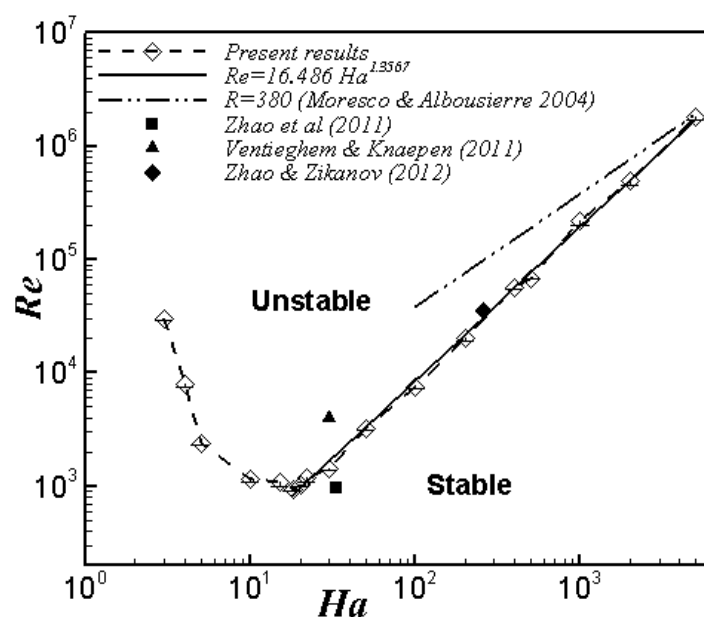 10^7
10^6
10^5
10^4
10^3
Re
Present results
Re=16.486 Ha^1.3567
R=380 (Moresco & Albousierre 2004)
Zhao et al (2011)
Ventieghem & Knaepen (2011)
Zhao & Zikanov (2012)
Unstable
Stable
10^0
10^1
10^2
10^3
Ha